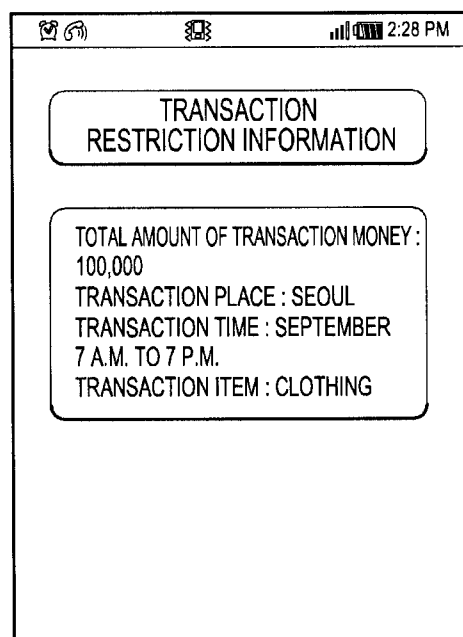 2:28 PM
TRANSACTION
RESTRICTION INFORMATION
TOTAL AMOUNT OF TRANSACTION MONEY :
100,000
TRANSACTION PLACE : SEOUL
TRANSACTION TIME : SEPTEMBER
7 A.M. TO 7 P.M.
TRANSACTION ITEM : CLOTHING